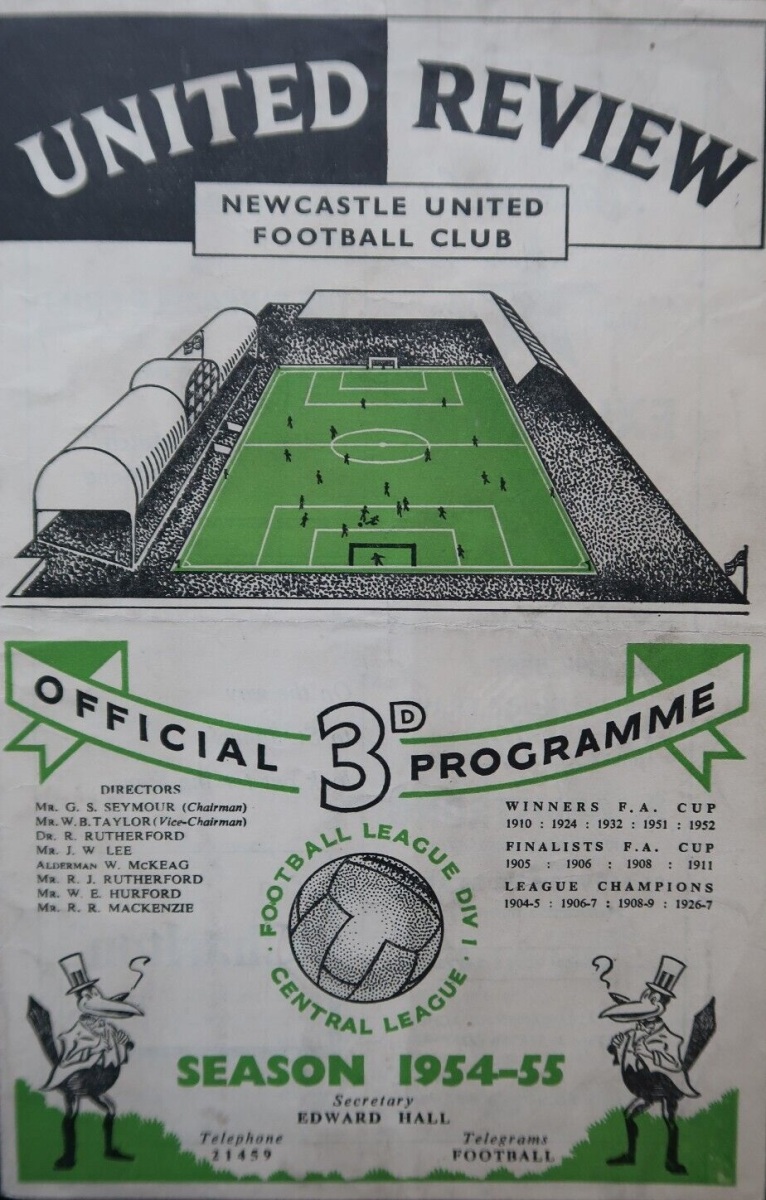 UNITED REVIEW
NEWCASTLE UNITED
FOOTBALL CLUB
OFFICIAL 3D PROGRAMME
DIRECTORS
MR. G. S. SEYMOUR (Chairman)
MR. W. B. TAYLOR (Vice-Chairman)
DR. R. RUTHERFORD
MR. J. W LEE
ALDERMAN W. McKEAG
MR. R. J. RUTHERFORD
MR. W. E. HURFORD
MR. R. R. MACKENZIE
WINNERS F.A. CUP
1910 : 1924 : 1932 : 1951 : 1952
FINALISTS F.A. CUP
1905 : 1906 : 1908 : 1911
LEAGUE CHAMPIONS
1904-5 : 1906-7 : 1908-9 : 1926-7
· FOOTBALL LEAGUE DIV 1 ·
CENTRAL LEAGUE
SEASON 1954-55
Secretary
EDWARD HALL
Telephone
21459
Telegrams
FOOTBALL